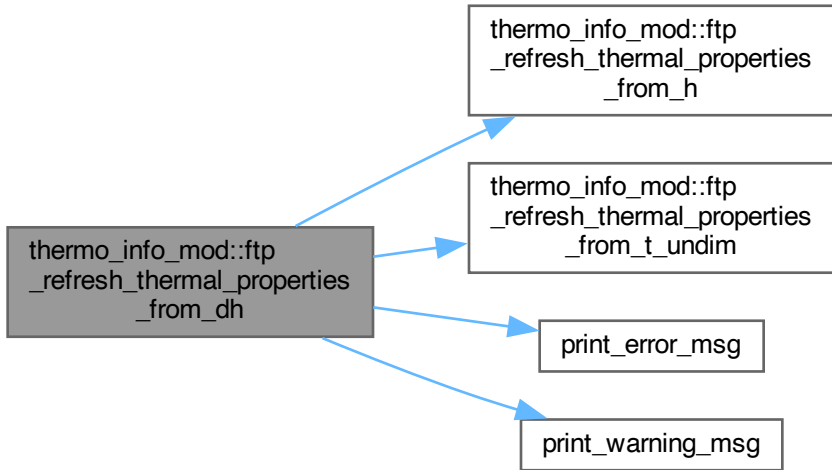 thermo_info_mod::ftp
_refresh_thermal_properties
_from_dh
thermo_info_mod::ftp
_refresh_thermal_properties
_from_h
thermo_info_mod::ftp
_refresh_thermal_properties
_from_t_undim
print_error_msg
print_warning_msg